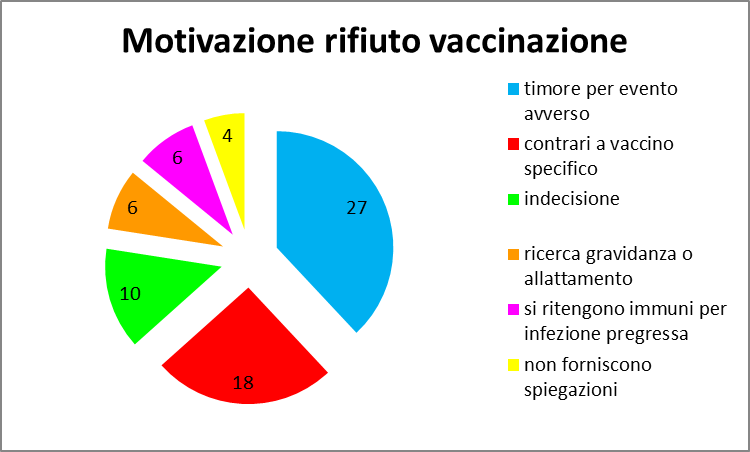 Motivazione rifiuto vaccinazione
timore per evento
avverso
contrari a vaccino
specifico
indecisione
ricerca gravidanza o
allattamento
si ritengono immuni per
infezione pregressa
non forniscono
spiegazioni
4
6
27
6
10
18